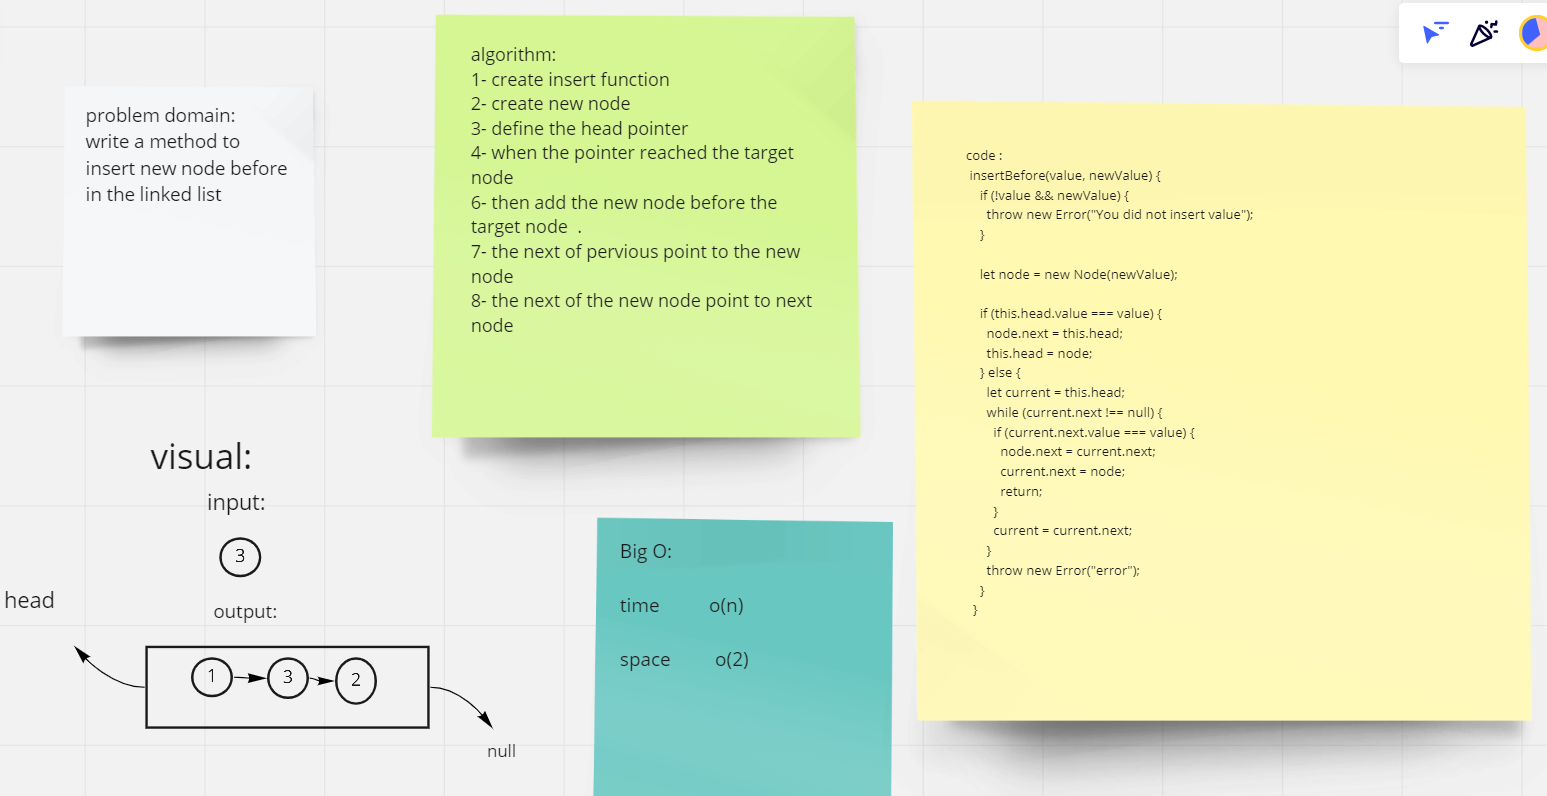 problem domain:
write a method to
insert new node before
in the linked list
algorithm:
1- create insert function
2- create new node
3- define the head pointer
4- when the pointer reached the target
node
6- then add the new node before the
target node  .
7- the next of pervious point to the new
node
8- the next of the new node point to next
node
code :
insertBefore(value, newValue) {
if (!value && newValue) {
throw new Error("You did not insert value");
}
let node = new Node(newValue);
if (this.head.value === value) {
node.next = this.head;
this.head = node;
} else {
let current = this.head;
while (current.next !== null) {
if (current.next.value === value) {
node.next = current.next;
current.next = node;
return;
}
current = current.next;
}
throw new Error("error");
}
}
visual:
input:
3
output:
head
1 3 2
null
Big O:
time o(n)
space o(2)